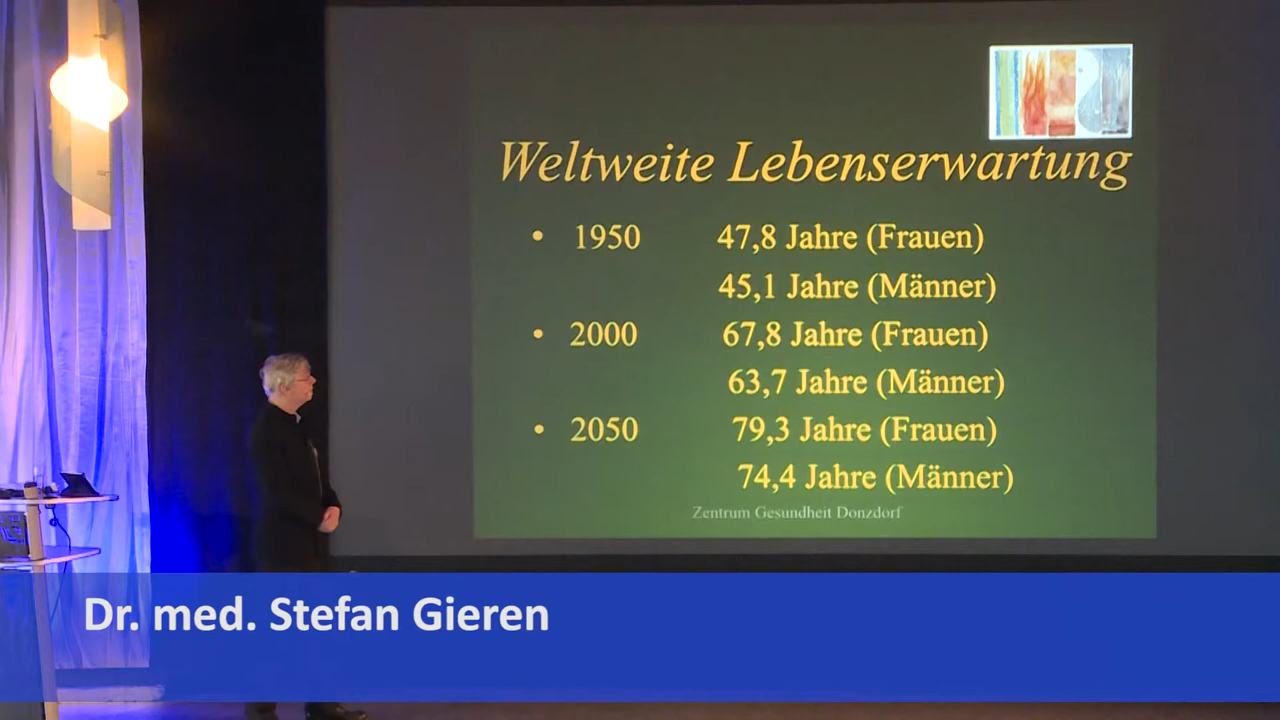 Weltweite Lebenserwartung
• 1950 47,8 Jahre (Frauen)
45,1 Jahre (Männer)
• 2000 67,8 Jahre (Frauen)
63,7 Jahre (Männer)
• 2050 79,3 Jahre (Frauen)
74,4 Jahre (Männer)
Zentrum Gesundheit Donzdorf
Dr. med. Stefan Gieren